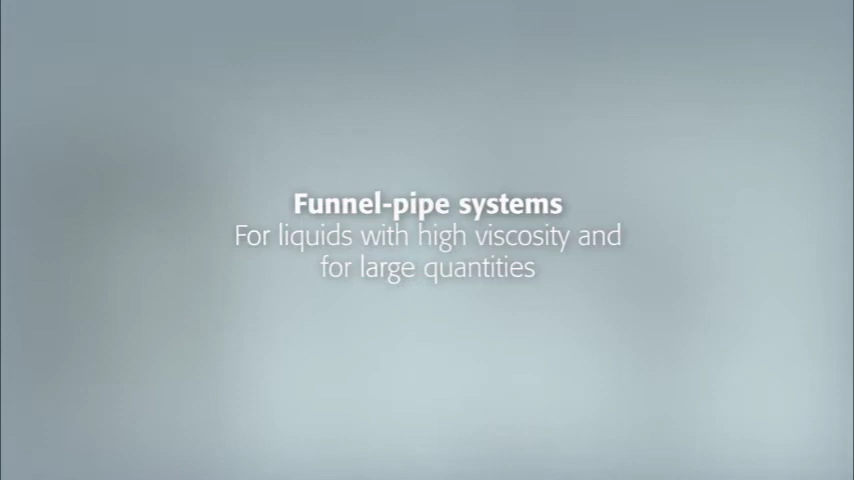 Funnel-pipe systems
For liquids with high viscosity and
for large quantities